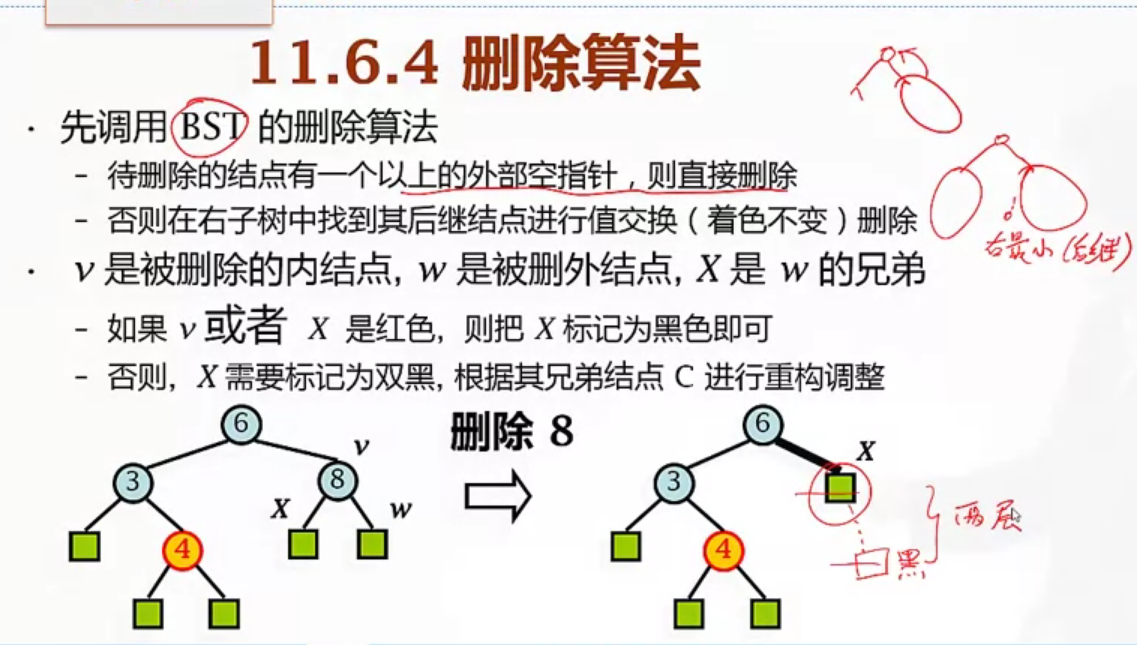 11.6.4 删除算法
· 先调用 BST 的删除算法
– 待删除的结点有一个以上的外部空指针，则直接删除
– 否则在右子树中找到其后继结点进行值交换（着色不变）删除
右最小(后继)
· v 是被删除的内结点, w 是被删外结点, X 是 w 的兄弟
– 如果 v 或者 X 是红色，则把 X 标记为黑色即可
– 否则，X 需要标记为双黑, 根据其兄弟结点 C 进行重构调整
6
v
3
8
X
w
4
删除 8
6
X
3
4
两层
黑